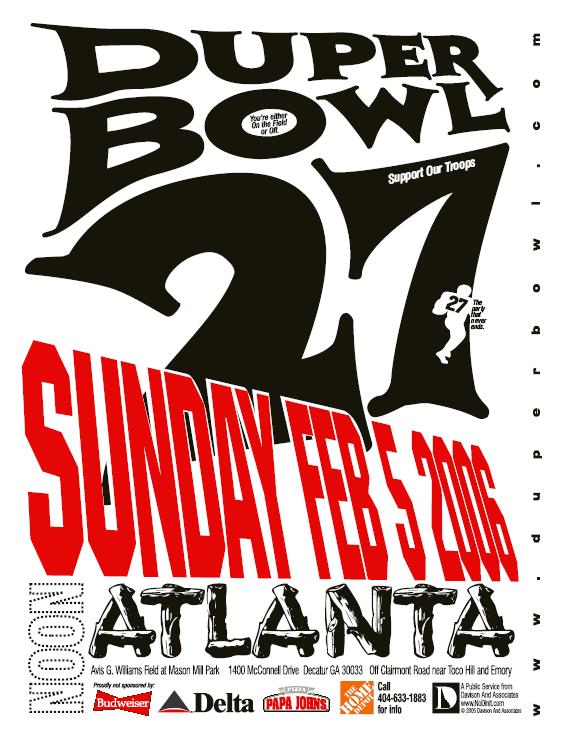 DUPER
BOWL
You're either
On the Field
or Off.
27
Support Our Troops
27
The
party
that
never
ends.
SUNDAY FEB 5 2006
NOON
ATLANTA
Avis G. Williams Field at Mason Mill Park 1400 McConnell Drive Decatur GA 30033 Off Clairmont Road near Toco Hill and Emory
Proudly not sponsored by:
Budweiser
Delta
PIZZA
PAPA JOHNS
THE HOME DEPOT
Call
404-633-1883
for info
D
A Public Service from
Davison And Associates
www.NoDInit.com
© 2005 Davison And Associates
www.duperbowl.com